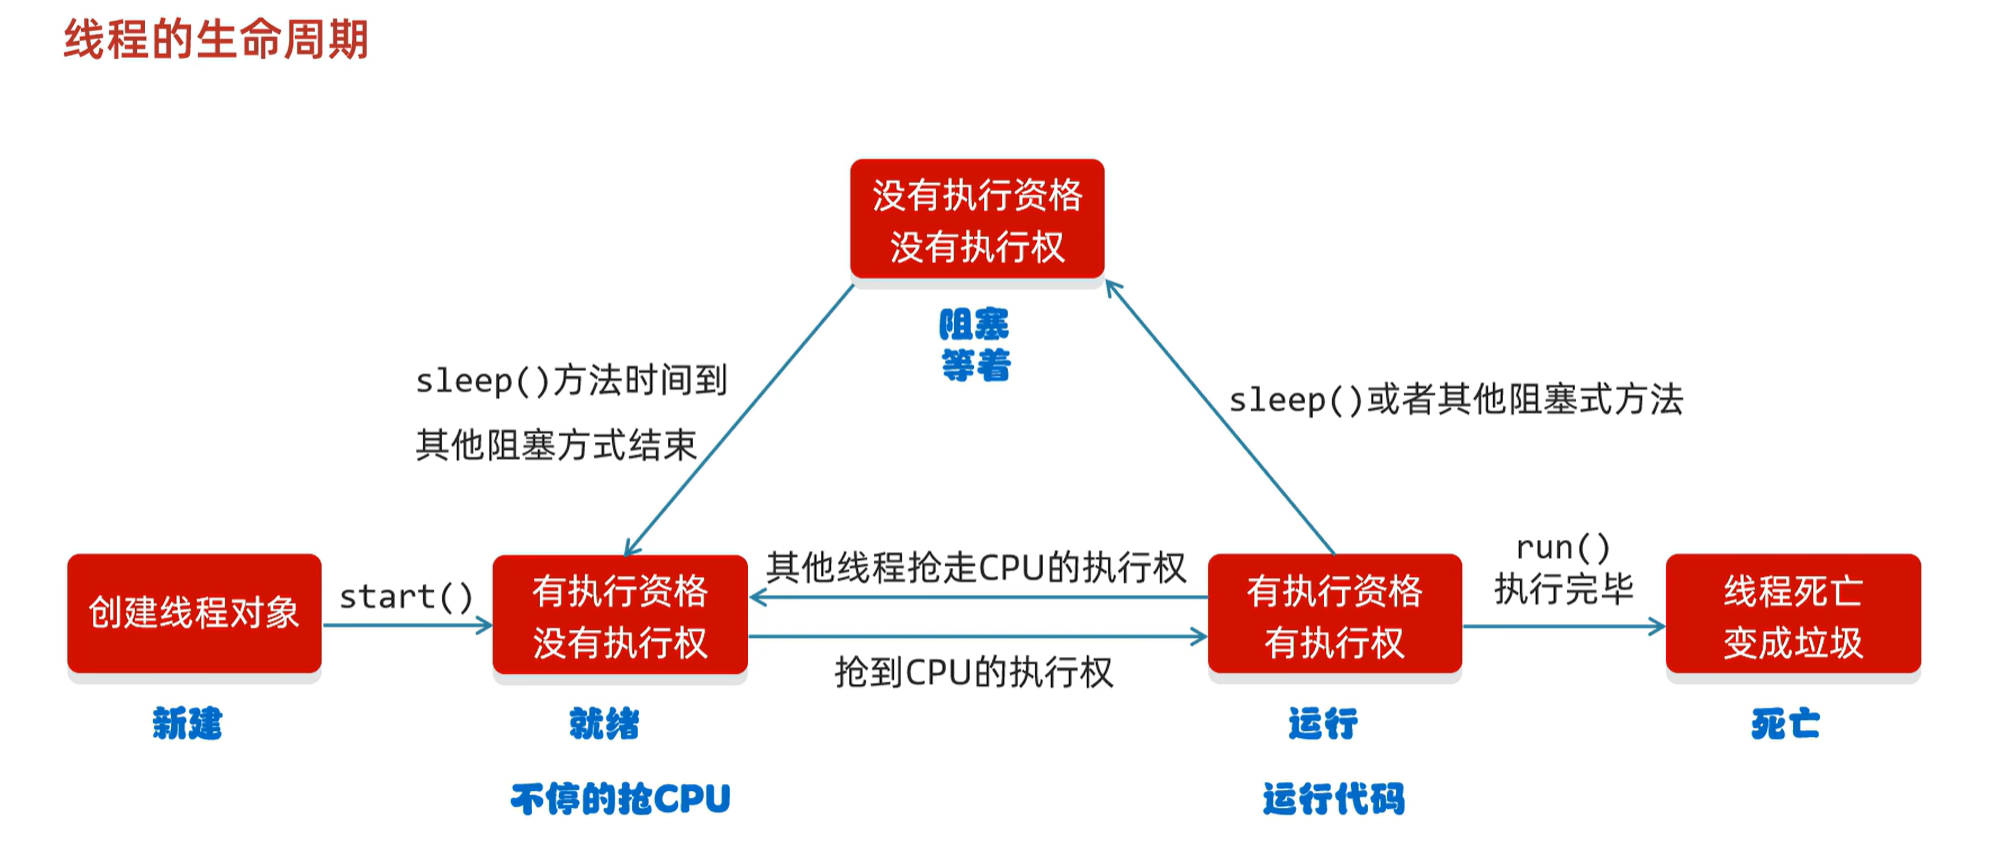 线程的生命周期
没有执行资格
没有执行权
阻塞
等着
sleep()方法时间到
其他阻塞方式结束
sleep()或者其他阻塞式方法
创建线程对象
新建
start()
有执行资格
没有执行权
就绪
不停的抢CPU
其他线程抢走CPU的执行权
抢到CPU的执行权
有执行资格
有执行权
运行
运行代码
run()
执行完毕
线程死亡
变成垃圾
死亡